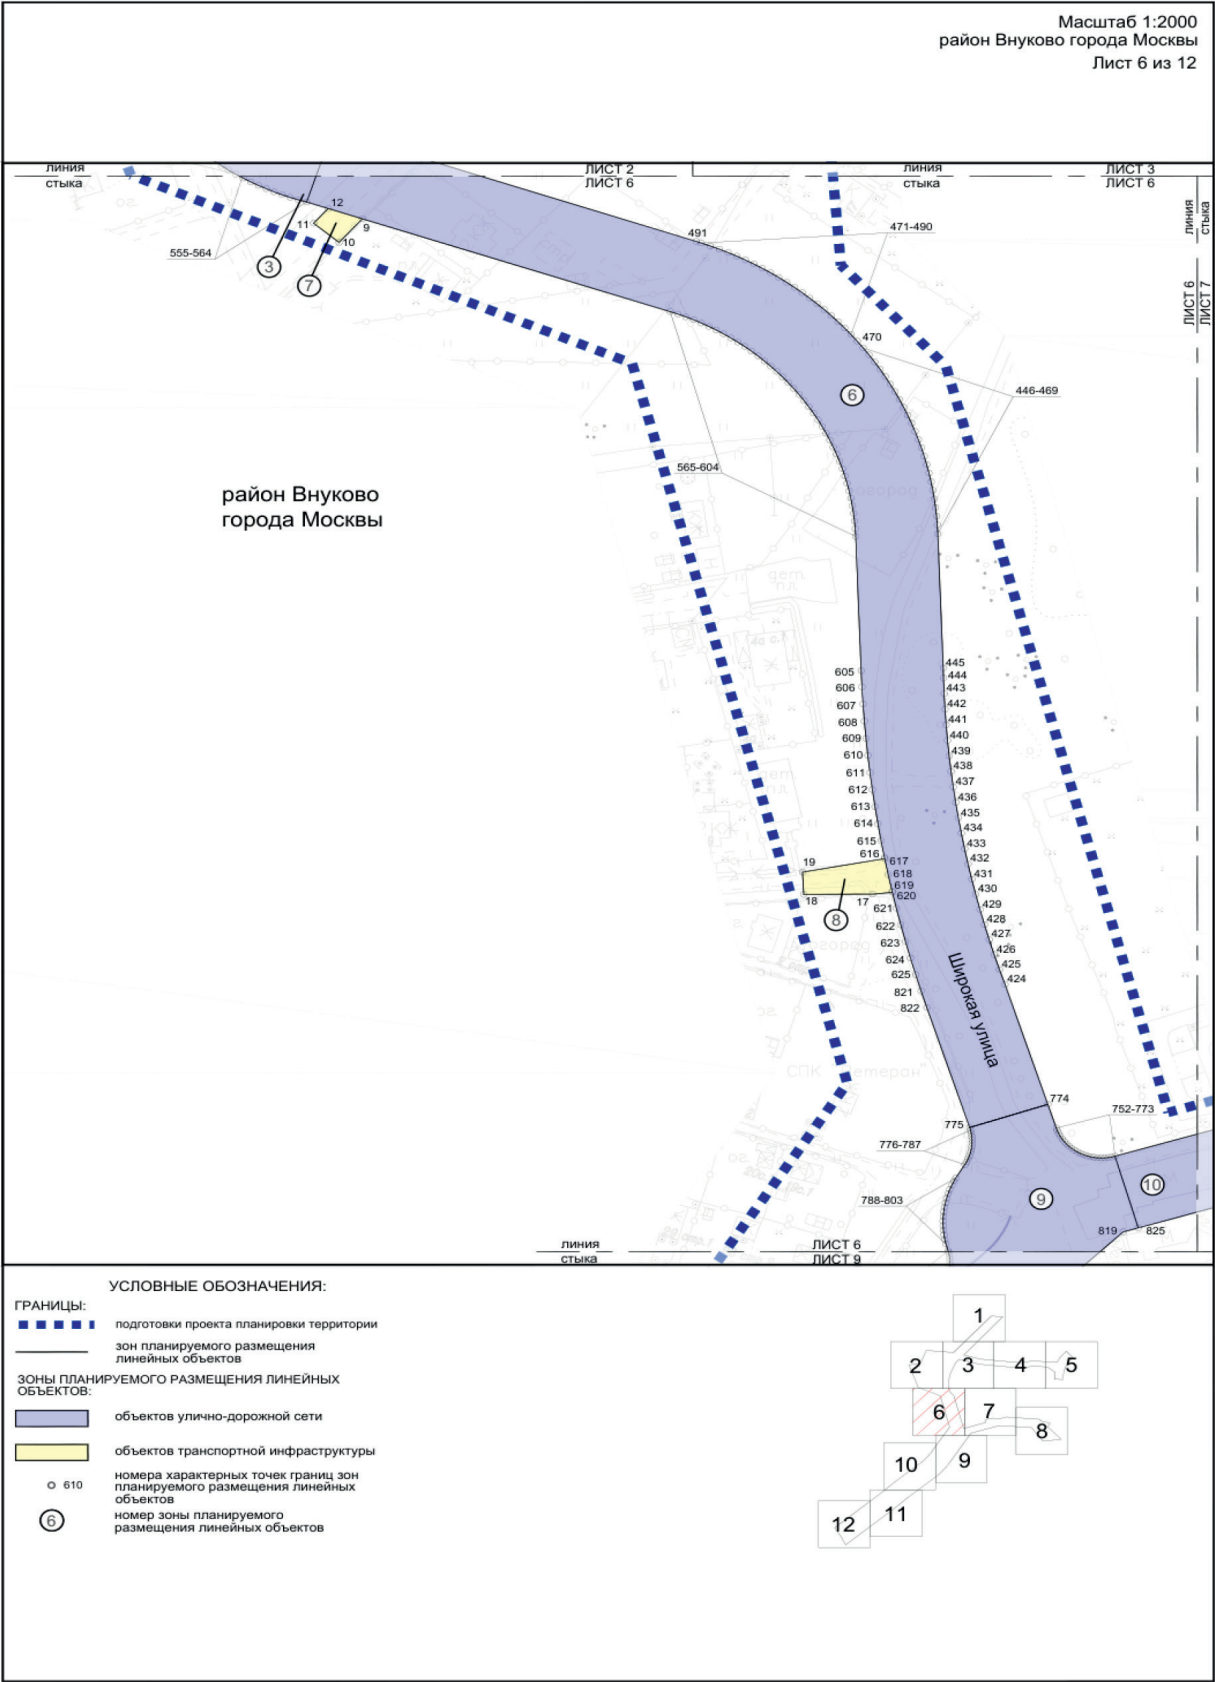 Масштаб 1:2000
район Внуково города Москвы
Лист 6 из 12
линия
стыка
ЛИСТ 2
ЛИСТ 6
линия
стыка
ЛИСТ 3
ЛИСТ 6
линия
стыка
ЛИСТ 6
ЛИСТ 7
12
11
9
10
555-564
3
7
491
471-490
470
446-469
6
565-604
район Внуково
города Москвы
огород
дет.
пл.
605
606
607
608
609
610
611
612
613
614
615
616
445
444
443
442
441
440
439
438
437
436
435
434
433
432
431
430
429
428
427
426
425
424
19
18
17
8
617
618
619
620
621
622
623
624
625
821
822
огород
Широкая улица
СПК "Ветеран"
774
775
752-773
776-787
788-803
9
10
819
825
линия
стыка
ЛИСТ 6
ЛИСТ 9
УСЛОВНЫЕ ОБОЗНАЧЕНИЯ:
ГРАНИЦЫ:
подготовки проекта планировки территории
зон планируемого размещения
линейных объектов
ЗОНЫ ПЛАНИРУЕМОГО РАЗМЕЩЕНИЯ ЛИНЕЙНЫХ
ОБЪЕКТОВ:
объектов улично-дорожной сети
объектов транспортной инфраструктуры
610
номера характерных точек границ зон
планируемого размещения линейных
объектов
6
номер зоны планируемого
размещения линейных объектов
1
2
3
4
5
6
7
8
10
9
12
11